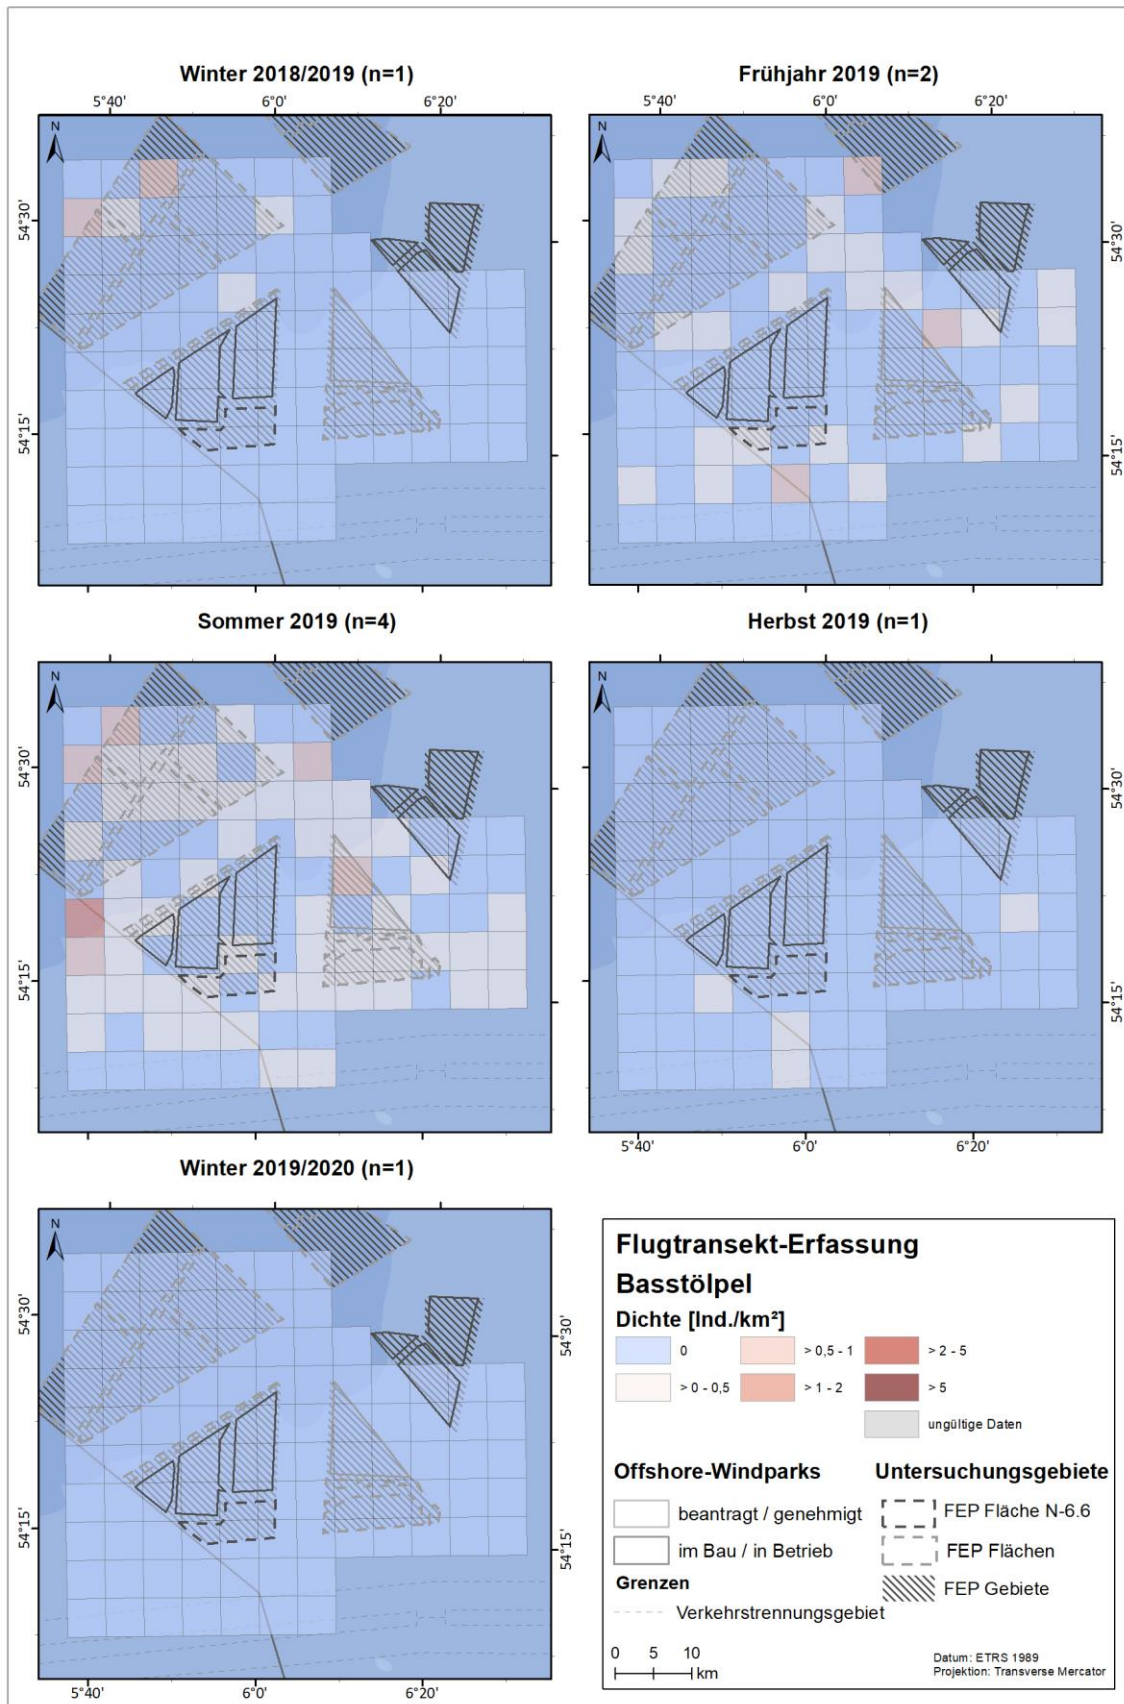 Winter 2018/2019 (n=1)
Frühjahr 2019 (n=2)
5°40' 6°0' 6°20'
5°40' 6°0' 6°20'
N
N
54°30'
54°30'
54°15'
54°15'
Sommer 2019 (n=4)
Herbst 2019 (n=1)
N
N
54°30'
54°30'
54°15'
54°15'
5°40' 6°0' 6°20'
Winter 2019/2020 (n=1)
N
54°30'
54°30'
54°15'
54°15'
5°40' 6°0' 6°20'
Flugtransekt-Erfassung
Basstölpel
Dichte [Ind./km²]
0
> 0,5 - 1
> 2 - 5
> 0 - 0,5
> 1 - 2
> 5
ungültige Daten
Offshore-Windparks
beantragt / genehmigt
im Bau / in Betrieb
Grenzen
Verkehrstrennungsgebiet
Untersuchungsgebiete
FEP Fläche N-6.6
FEP Flächen
FEP Gebiete
0 5 10
km
Datum: ETRS 1989
Projektion: Transverse Mercator